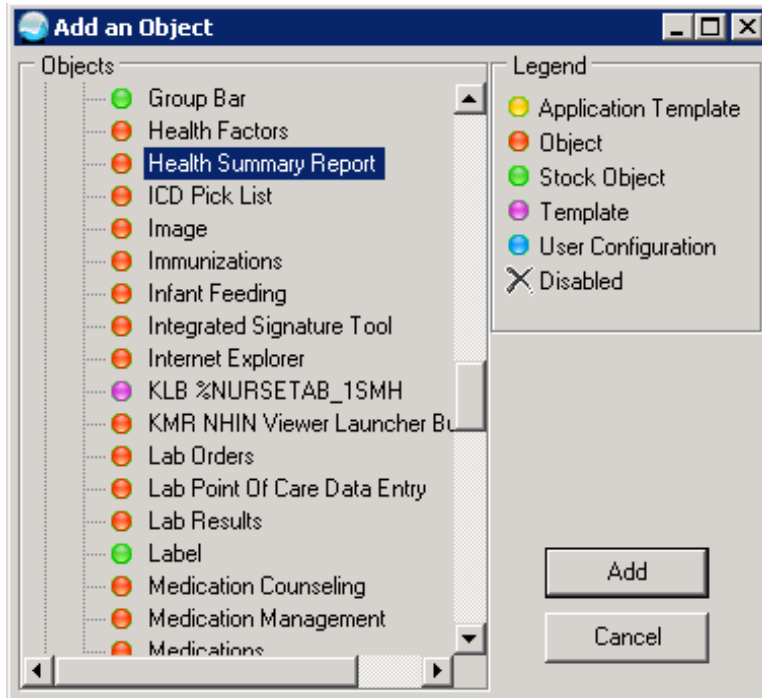 Add an Object
Objects
Group Bar
Health Factors
Health Summary Report
ICD Pick List
Image
Immunizations
Infant Feeding
Integrated Signature Tool
Internet Explorer
KLB %NURSETAB_1SMH
KMR NHIN Viewer Launcher Bu
Lab Orders
Lab Point Of Care Data Entry
Lab Results
Label
Medication Counseling
Medication Management
Medications
Legend
Application Template
Object
Stock Object
Template
User Configuration
Disabled
Add
Cancel